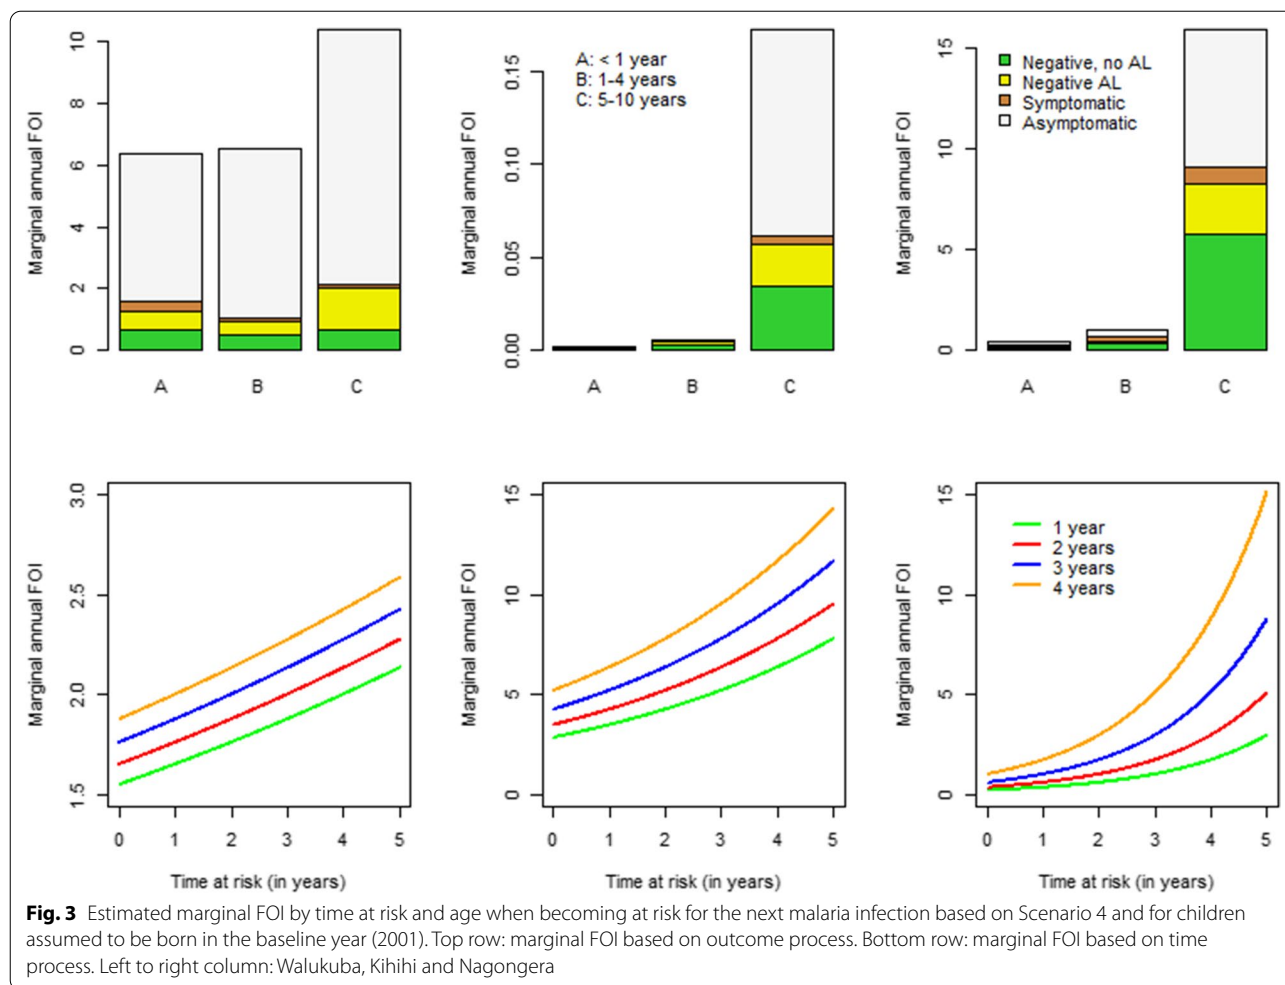 Marginal annual FOI
10
8
6
4
2
0
A
B
C
Marginal annual FOI
0.15
0.10
0.05
0.00
A: < 1 year
B: 1-4 years
C: 5-10 years
A
B
C
Marginal annual FOI
15
10
5
0
Negative, no AL
Negative AL
Symptomatic
Asymptomatic
A
B
C
Marginal annual FOI
3.0
2.5
2.0
1.5
0 1 2 3 4 5
Time at risk (in years)
Marginal annual FOI
15
10
5
0
0 1 2 3 4 5
Time at risk (in years)
Marginal annual FOI
15
10
5
0
1 year
2 years
3 years
4 years
0 1 2 3 4 5
Time at risk (in years)
Fig. 3 Estimated marginal FOI by time at risk and age when becoming at risk for the next malaria infection based on Scenario 4 and for children
assumed to be born in the baseline year (2001). Top row: marginal FOI based on outcome process. Bottom row: marginal FOI based on time
process. Left to right column: Walukuba, Kihihi and Nagongera